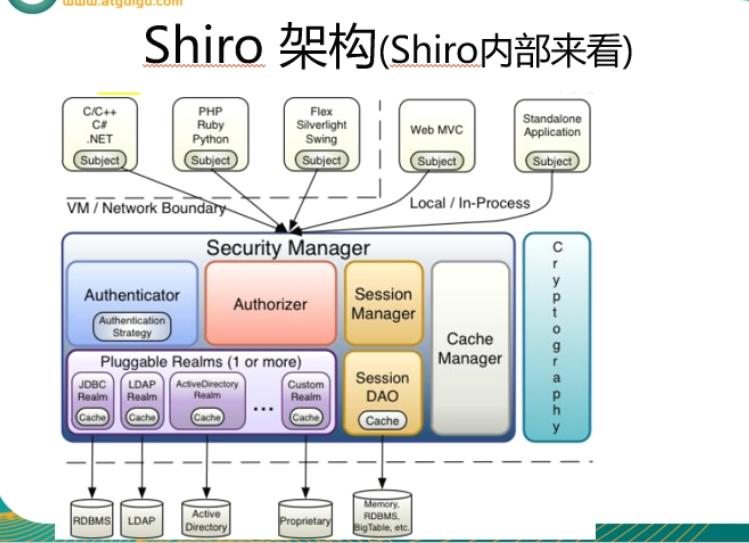 www.atguigu.com
Shiro 架构(Shiro内部来看)
C/C++
C#
.NET
Subject
PHP
Ruby
Python
Subject
Flex
Silverlight
Swing
Subject
Web MVC
Subject
Standalone
Application
Subject
VM / Network Boundary
Local / In-Process
Security Manager
Authenticator
Authentication
Strategy
Authorizer
Session
Manager
Cache
Manager
Cryptography
Pluggable Realms (1 or more)
JDBC
Realm
Cache
LDAP
Realm
Cache
ActiveDirectory
Realm
Cache
...
Custom
Realm
Cache
Session
DAO
Cache
RDBMS
LDAP
Active
Directory
Proprietary
Memory,
RDBMS,
BigTable, etc.